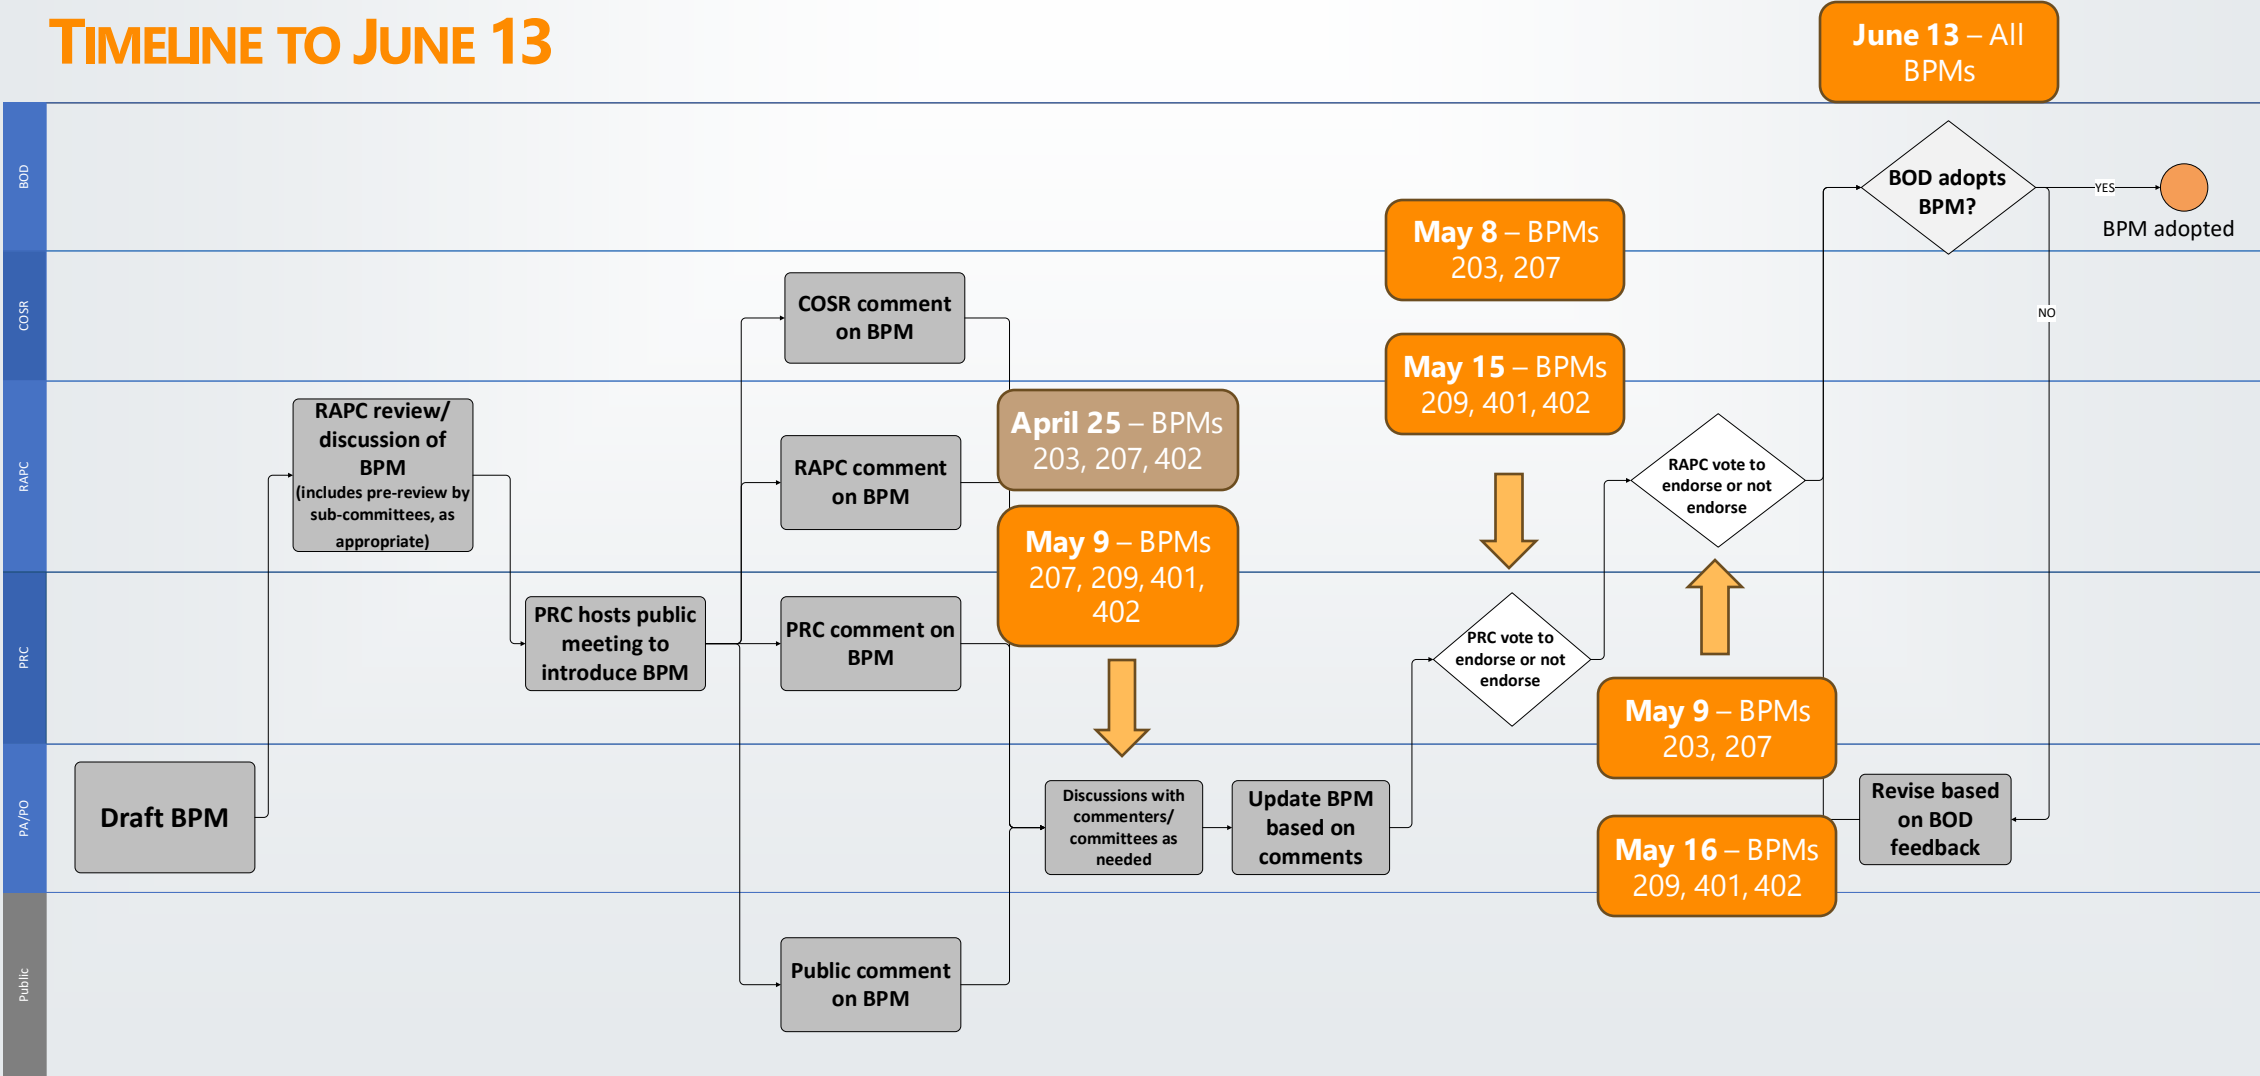 TIMELINE TO JUNE 13
June 13 – All
BPMs
BOD
BOD adopts
BPM?
YES
BPM adopted
May 8 – BPMs
203, 207
COSR
COSR comment
on BPM
NO
May 15 – BPMs
209, 401, 402
RAPC
RAPC review/
discussion of
BPM
(includes pre-review by
sub-committees, as
appropriate)
RAPC comment
on BPM
April 25 – BPMs
203, 207, 402
RAPC vote to
endorse or not
endorse
May 9 – BPMs
207, 209, 401,
402
PRC
PRC hosts public
meeting to
introduce BPM
PRC comment on
BPM
PRC vote to
endorse or not
endorse
May 9 – BPMs
203, 207
PA/PO
Draft BPM
Discussions with
commenters/
committees as
needed
Update BPM
based on
comments
May 16 – BPMs
209, 401, 402
Revise based
on BOD
feedback
Public
Public comment
on BPM